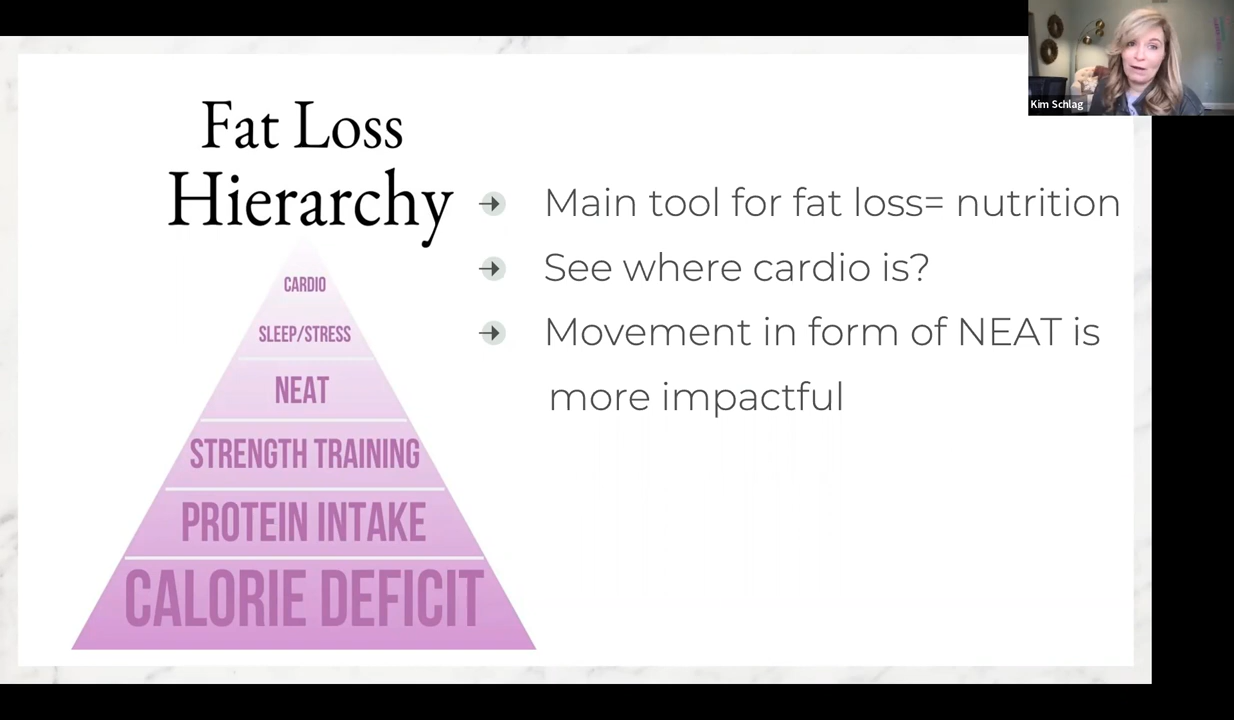 Kim Schlag
Fat Loss
Hierarchy
CARDIO
SLEEP/STRESS
NEAT
STRENGTH TRAINING
PROTEIN INTAKE
CALORIE DEFICIT
Main tool for fat loss= nutrition
See where cardio is?
Movement in form of NEAT is
more impactful